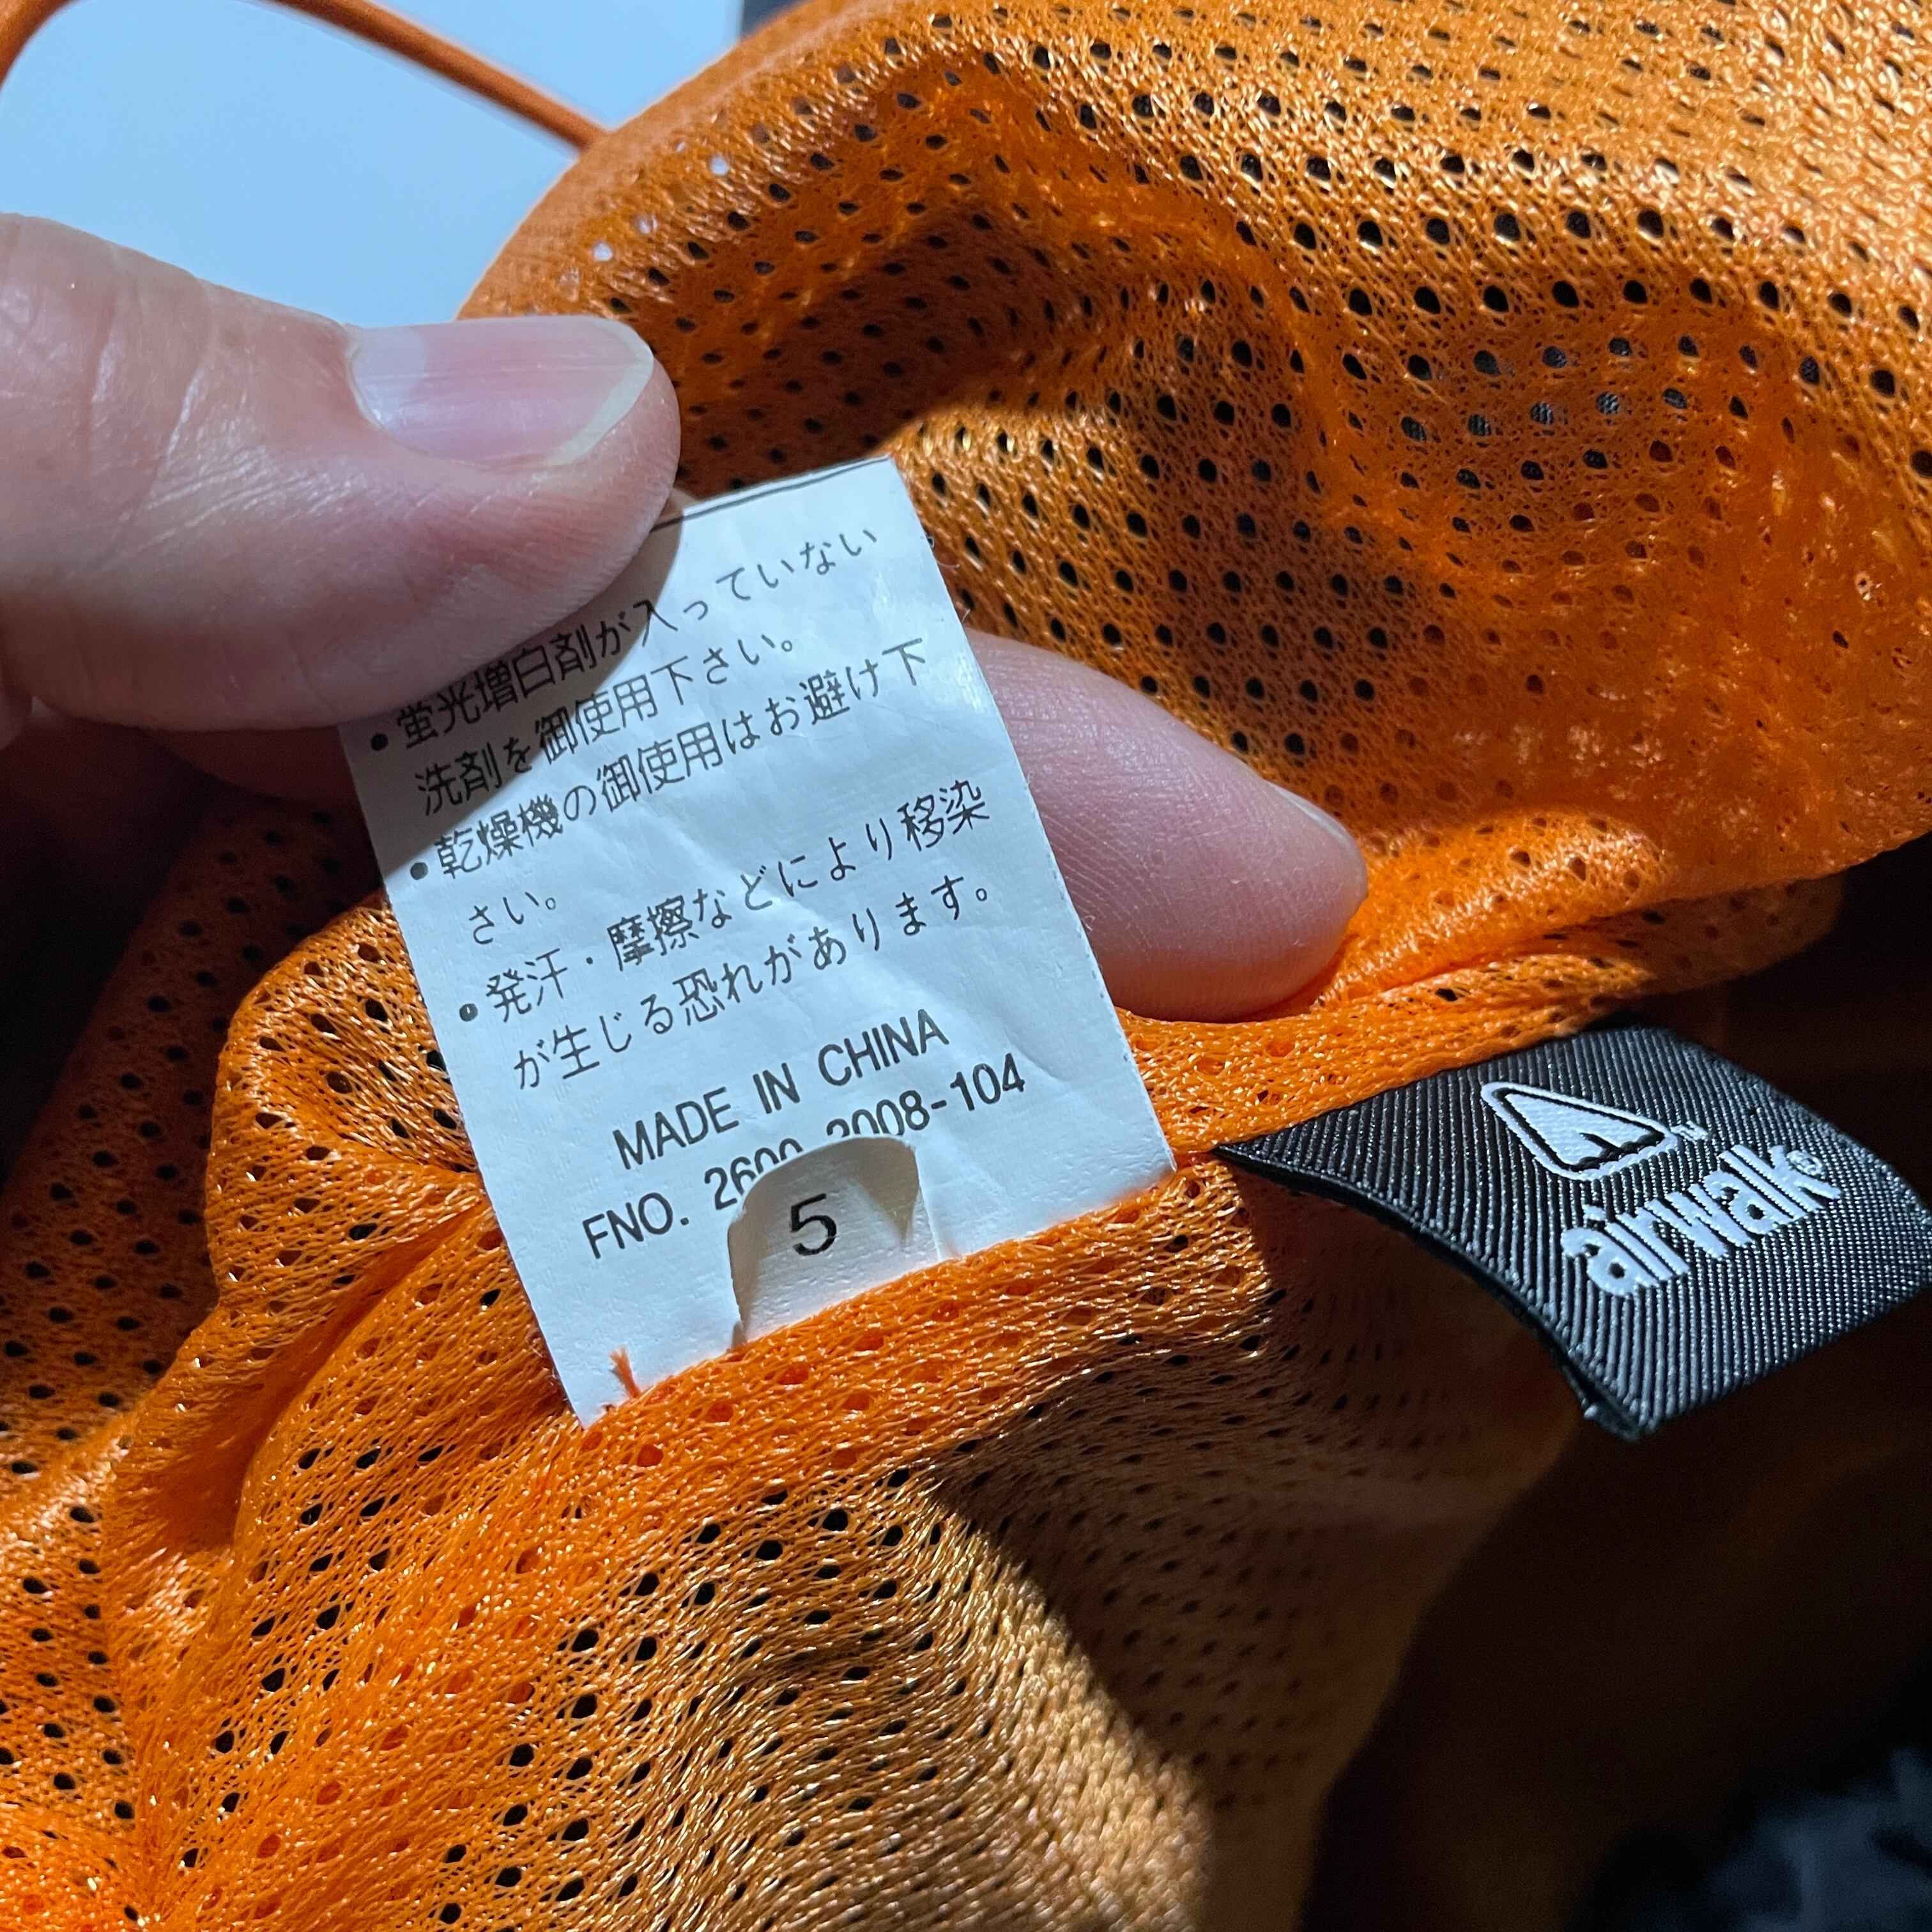 ・蛍光増白剤が入っていない
洗剤を御使用下さい。
・乾燥機の御使用はお避け下
さい。
・発汗・摩擦などにより移染
が生じる恐れがあります。
MADE IN CHINA
FNO. 2600-2008-104
5
airwalk®